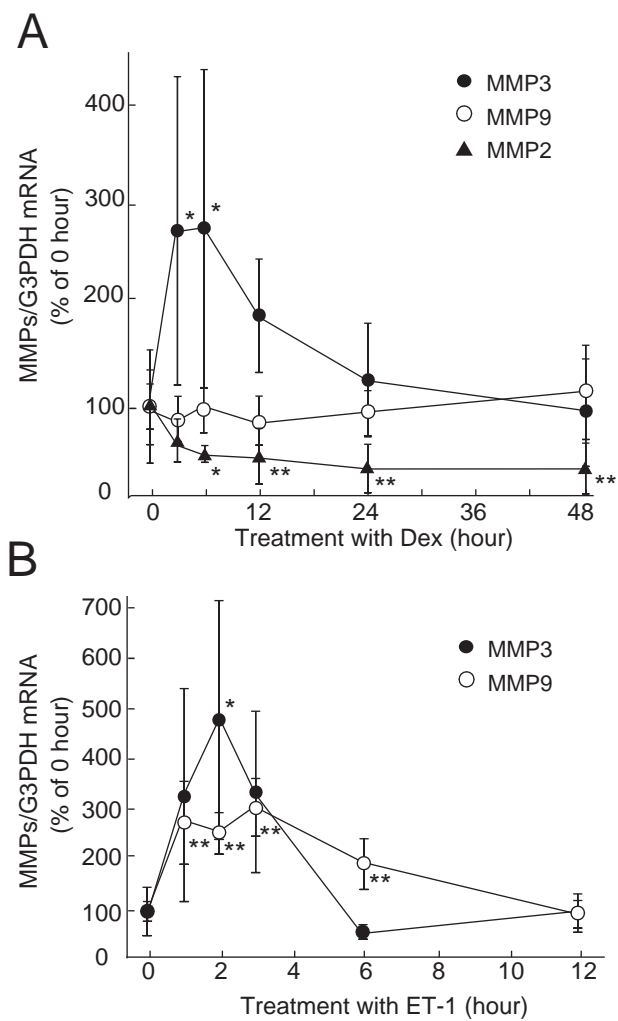 A
MMPs/G3PDH mRNA
(% of 0 hour)
400
300
200
100
0
MMP3
MMP9
MMP2
*
*
*
**
**
**
0
12
24
36
48
Treatment with Dex (hour)
B
MMPs/G3PDH mRNA
(% of 0 hour)
700
600
500
400
300
200
100
0
MMP3
MMP9
*
**
**
**
**
0
2
4
6
8
10
12
Treatment with ET-1 (hour)